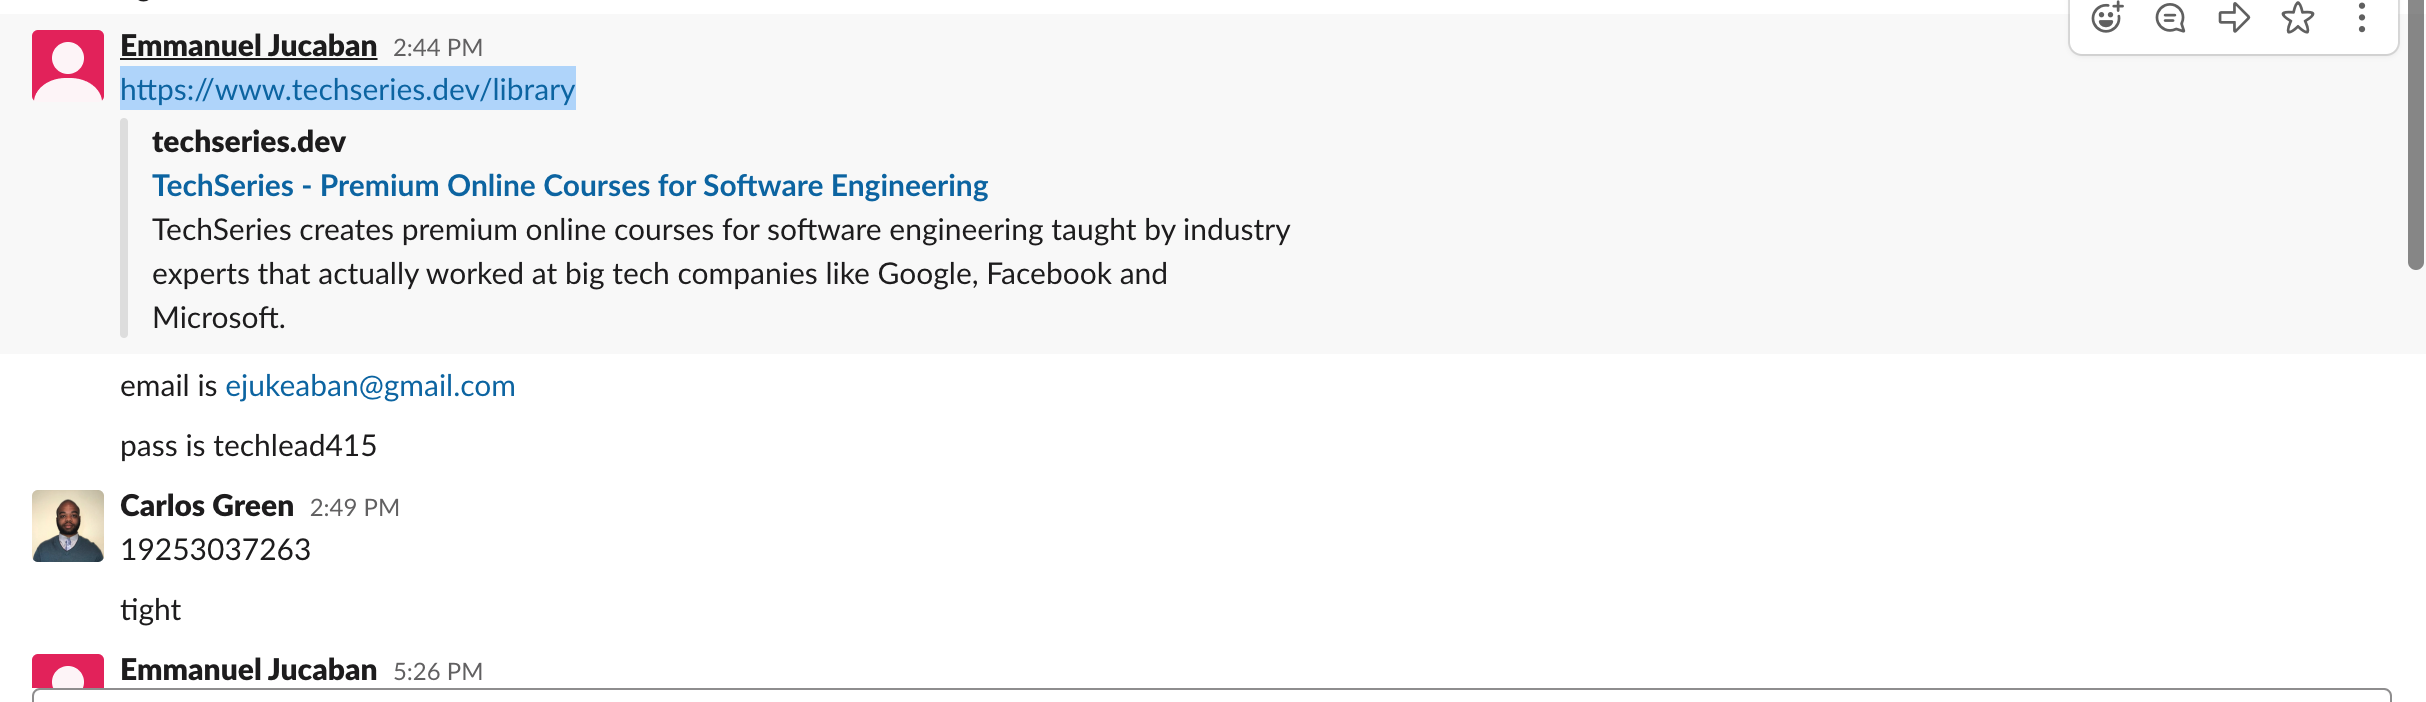 Emmanuel Jucaban 2:44 PM
https://www.techseries.dev/library
techseries.dev
TechSeries - Premium Online Courses for Software Engineering
TechSeries creates premium online courses for software engineering taught by industry
experts that actually worked at big tech companies like Google, Facebook and
Microsoft.
email is ejukeaban@gmail.com
pass is techlead415
Carlos Green 2:49 PM
19253037263
tight
Emmanuel Jucaban 5:26 PM